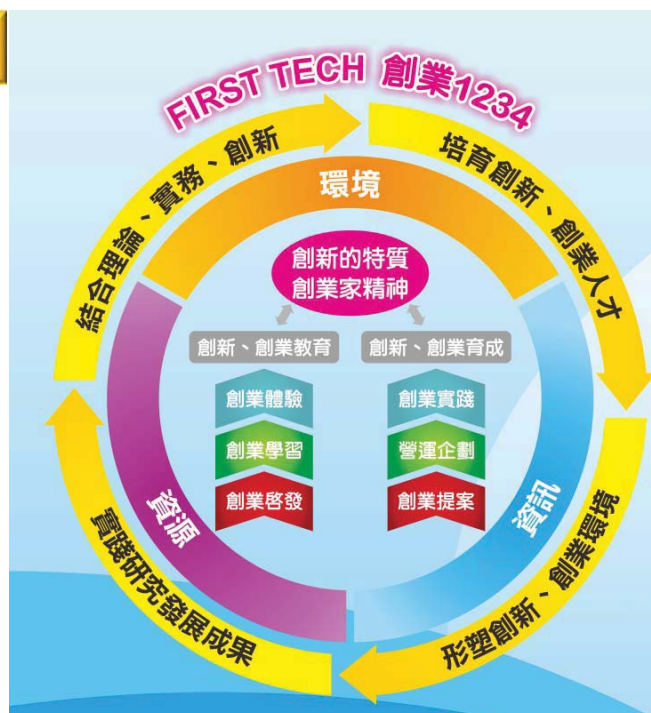 FIRST TECH 創業1234
結合理論、實務、創新
培育創新、創業人才
形塑創新、創業環境
實踐研究發展成果
環境
資訊
資源
創新的特質
創業家精神
創新、創業教育
創業體驗
創業學習
創業啓發
創新、創業育成
創業實踐
營運企劃
創業提案